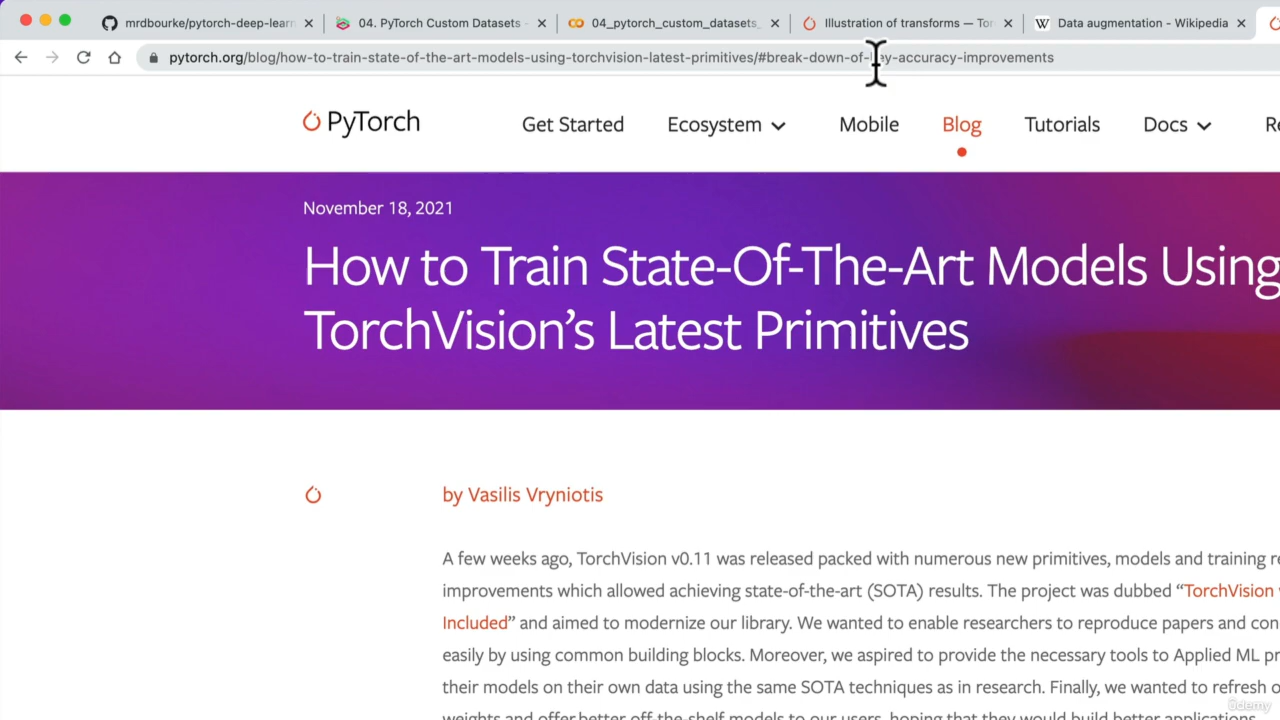 mrdbourke/pytorch-deep-learn
04. PyTorch Custom Datasets
04_pytorch_custom_datasets_
Illustration of transforms — Tor
Data augmentation - Wikipedia
pytorch.org/blog/how-to-train-state-of-the-art-models-using-torchvision-latest-primitives/#break-down-of-key-accuracy-improvements
PyTorch
Get Started
Ecosystem
Mobile
Blog
Tutorials
Docs
Re
November 18, 2021
How to Train State-Of-The-Art Models Using
TorchVision's Latest Primitives
by Vasilis Vryniotis
A few weeks ago, TorchVision v0.11 was released packed with numerous new primitives, models and training re
improvements which allowed achieving state-of-the-art (SOTA) results. The project was dubbed “TorchVision
Included” and aimed to modernize our library. We wanted to enable researchers to reproduce papers and con
easily by using common building blocks. Moreover, we aspired to provide the necessary tools to Applied ML pr
their models on their own data using the same SOTA techniques as in research. Finally, we wanted to refresh o
weights and offer better off-the-shelf models to our users, hoping that they would build better applications.
ûdemy